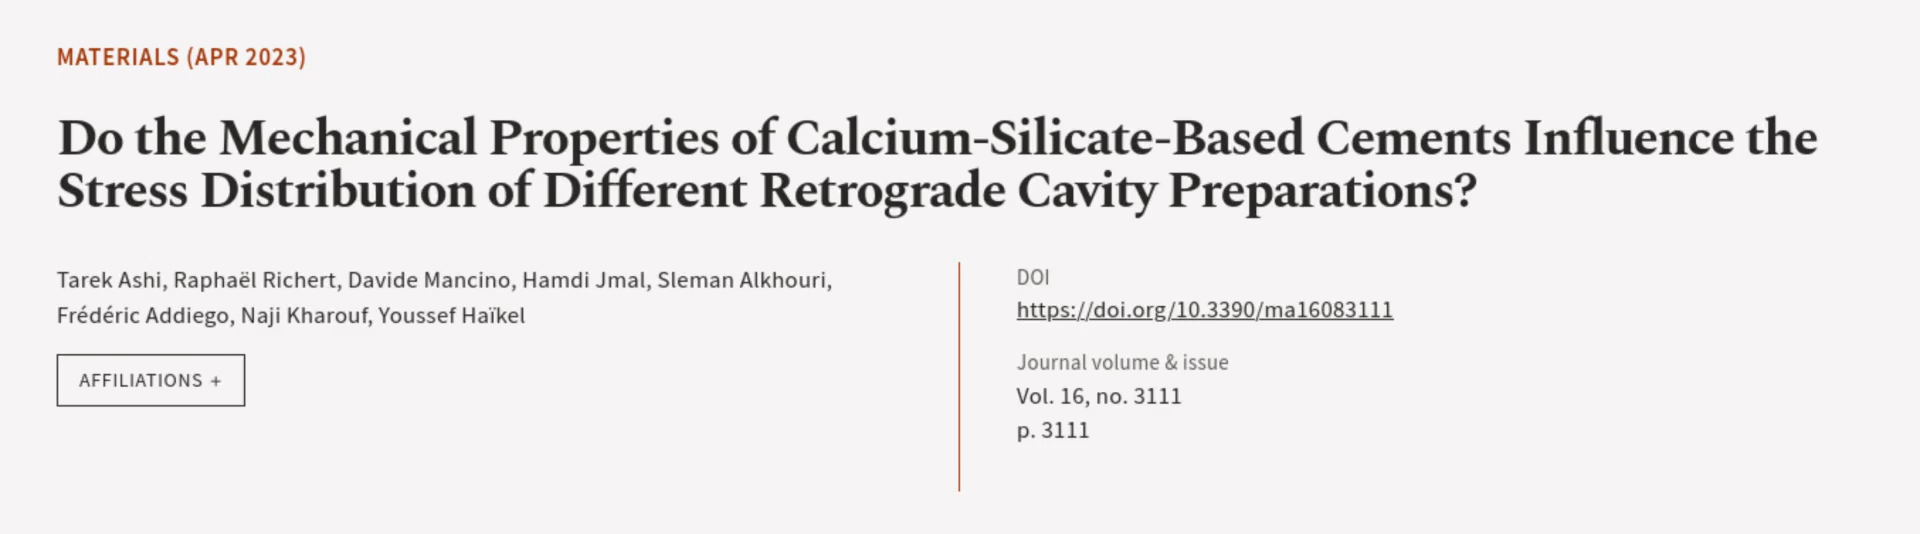 MATERIALS (APR 2023)
Do the Mechanical Properties of Calcium-Silicate-Based Cements Influence the
Stress Distribution of Different Retrograde Cavity Preparations?
Tarek Ashi, Raphaël Richert, Davide Mancino, Hamdi Jmal, Sleman Alkhouri,
Frédéric Addiego, Naji Kharouf, Youssef Haïkel
AFFILIATIONS +
DOI
https://doi.org/10.3390/ma16083111
Journal volume & issue
Vol. 16, no. 3111
p. 3111